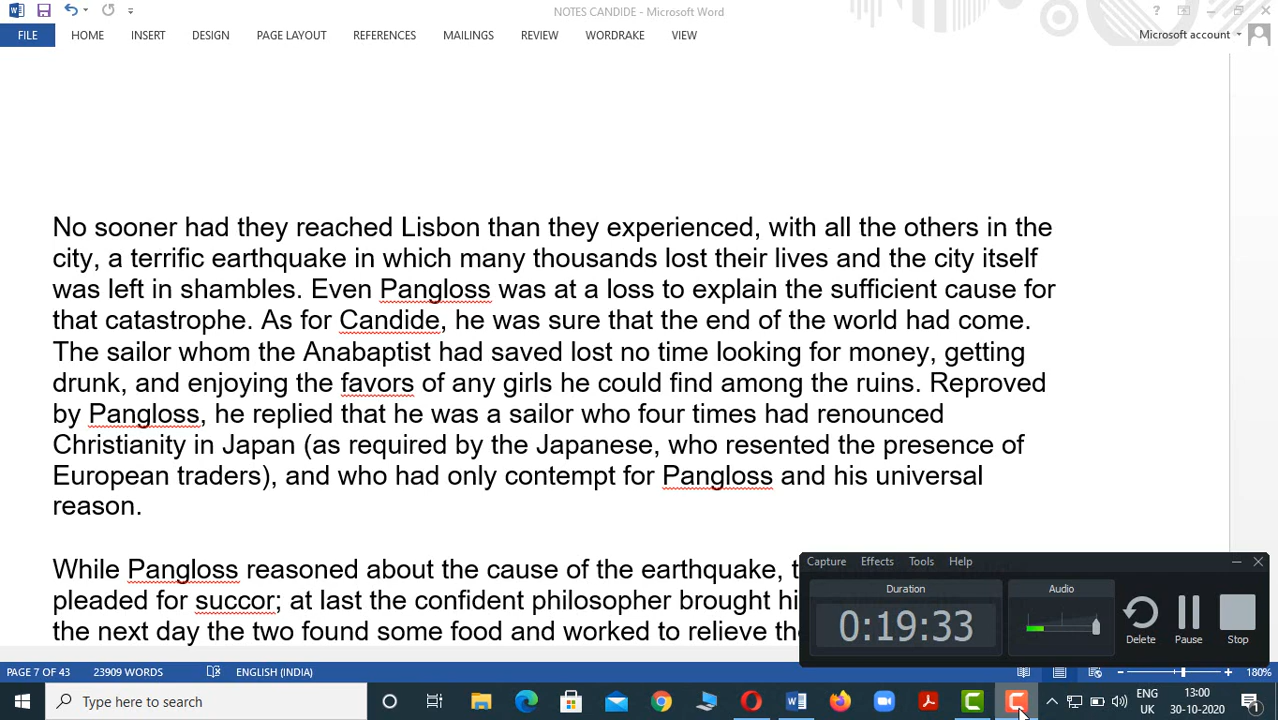 NOTES CANDIDE - Microsoft Word
?
FILE HOME INSERT DESIGN PAGE LAYOUT REFERENCES MAILINGS REVIEW WORDRAKE VIEW
Microsoft account
No sooner had they reached Lisbon than they experienced, with all the others in the
city, a terrific earthquake in which many thousands lost their lives and the city itself
was left in shambles. Even Pangloss was at a loss to explain the sufficient cause for
that catastrophe. As for Candide, he was sure that the end of the world had come.
The sailor whom the Anabaptist had saved lost no time looking for money, getting
drunk, and enjoying the favors of any girls he could find among the ruins. Reproved
by Pangloss, he replied that he was a sailor who four times had renounced
Christianity in Japan (as required by the Japanese, who resented the presence of
European traders), and who had only contempt for Pangloss and his universal
reason.
While Pangloss reasoned about the cause of the earthquake,
pleaded for succor; at last the confident philosopher brought
the next day the two found some food and worked to relieve
Capture Effects Tools Help
Duration
Audio
0:19:33
Delete
Pause
Stop
PAGE 7 OF 43 23909 WORDS ENGLISH (INDIA)
180%
Type here to search
ENG
UK
13:00
30-10-2020
1